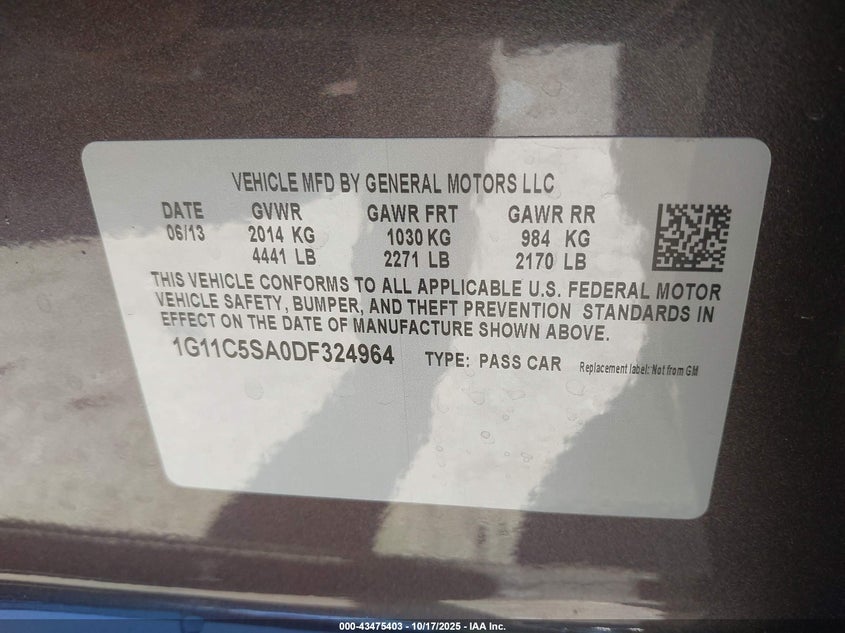 VEHICLE MFD BY GENERAL MOTORS LLC
DATE GVWR GAWR FRT GAWR RR
06/13 2014 KG 1030 KG 984 KG
4441 LB 2271 LB 2170 LB
THIS VEHICLE CONFORMS TO ALL APPLICABLE U.S. FEDERAL MOTOR
VEHICLE SAFETY, BUMPER, AND THEFT PREVENTION STANDARDS IN
EFFECT ON THE DATE OF MANUFACTURE SHOWN ABOVE.
1G11C5SA0DF324964 TYPE: PASS CAR Replacement label: Not from GM
000-43475403 - 10/17/2025 - IAA Inc.